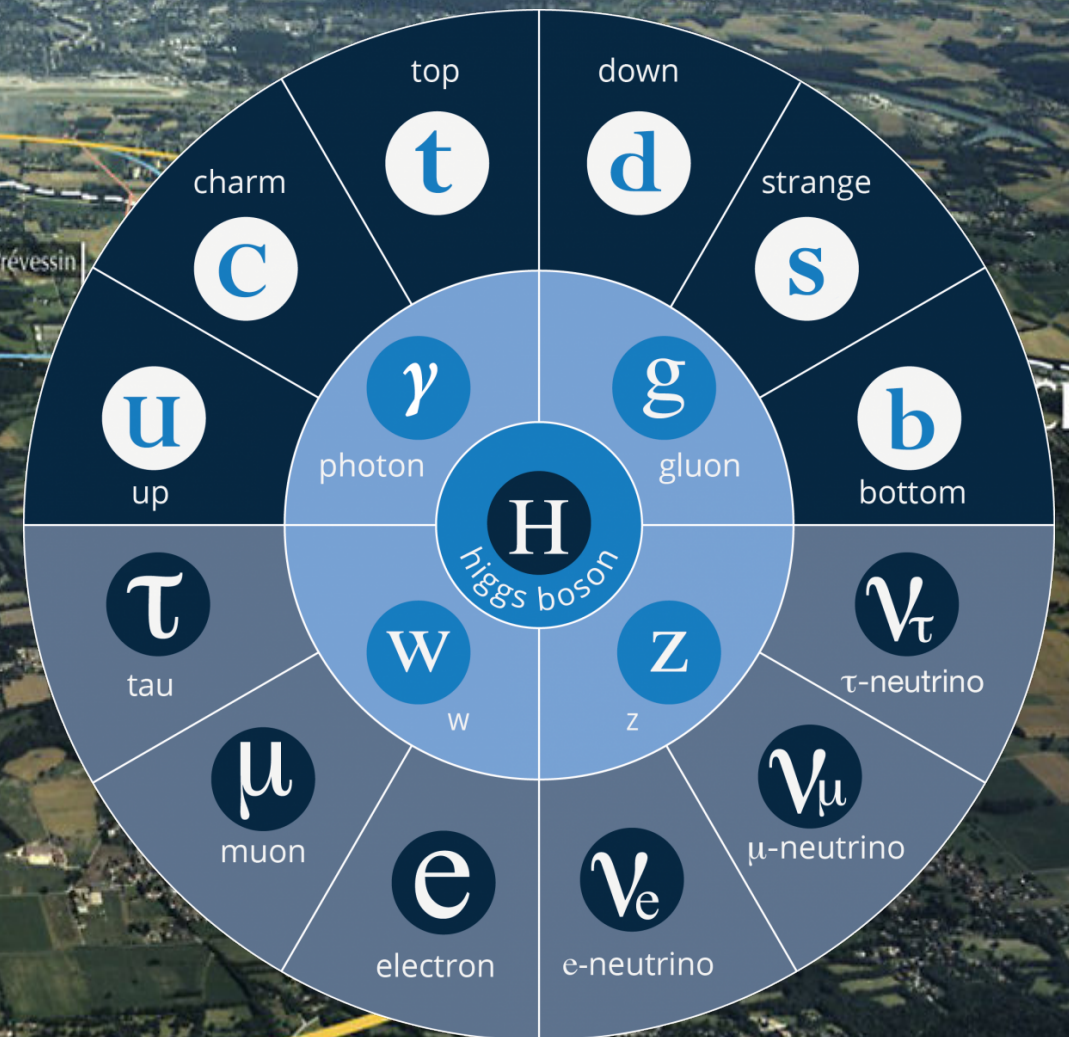 top
down
t
d
charm
strange
c
s
révessin
u
γ
g
b
up
photon
gluon
bottom
H
higgs boson
τ
ντ
tau
w
z
τ-neutrino
w
z
μ
νμ
muon
μ-neutrino
e
νe
electron
e-neutrino